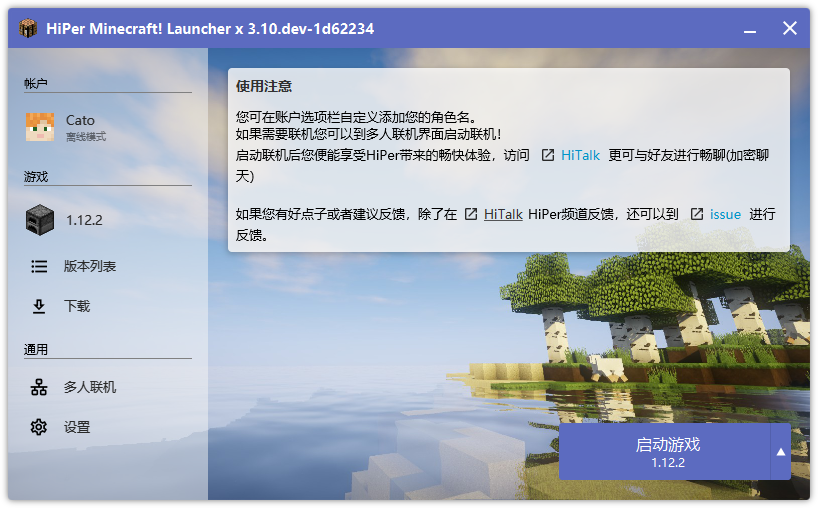 HiPer Minecraft! Launcher x 3.10.dev-1d62234
帐户
Cato
离线模式
游戏
1.12.2
版本列表
下载
通用
多人联机
设置
使用注意
您可在账户选项栏自定义添加您的角色名。
如果需要联机您可以到多人联机界面启动联机！
启动联机后您便能享受HiPer带来的畅快体验，访问 HiTalk 更可与好友进行畅聊(加密聊
天)
如果您有好点子或者建议反馈，除了在 HiTalk HiPer频道反馈，还可以到 issue 进行
反馈。
启动游戏
1.12.2